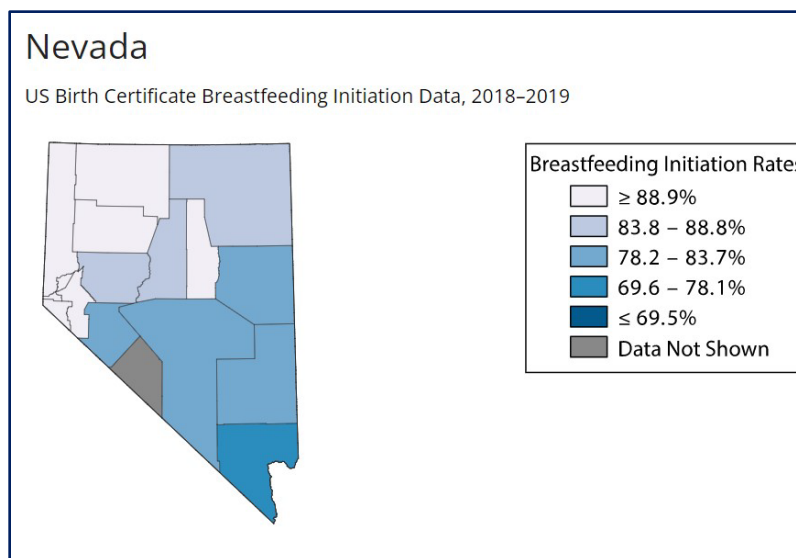 Nevada
US Birth Certificate Breastfeeding Initiation Data, 2018–2019
Breastfeeding Initiation Rates
≥ 88.9%
83.8 – 88.8%
78.2 – 83.7%
69.6 – 78.1%
≤ 69.5%
Data Not Shown